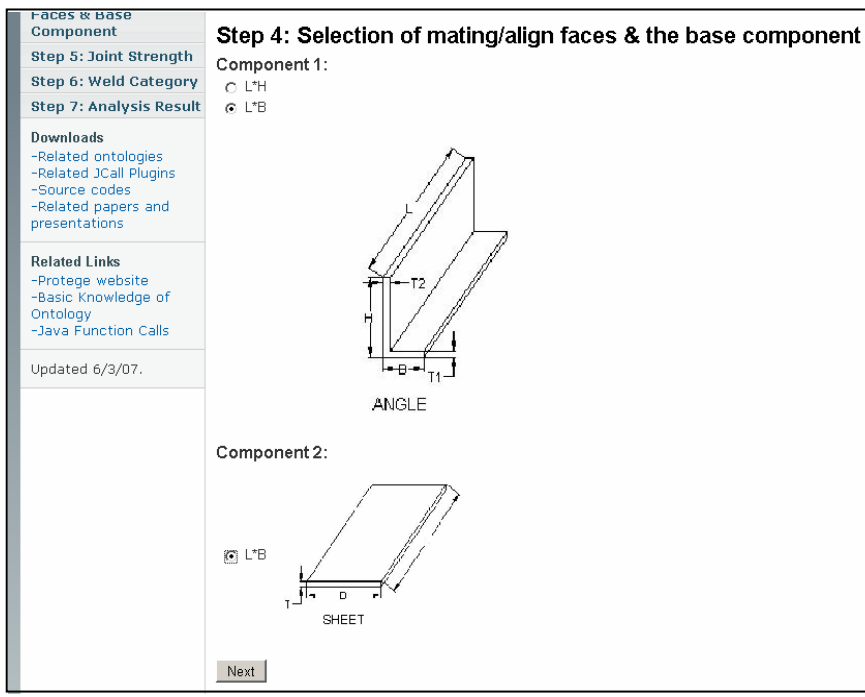 Faces & Base
Component
Step 5: Joint Strength
Step 6: Weld Category
Step 7: Analysis Result
Downloads
-Related ontologies
-Related JCall Plugins
-Source codes
-Related papers and
presentations
Related Links
-Protege website
-Basic Knowledge of
Ontology
-Java Function Calls
Updated 6/3/07.
Step 4: Selection of mating/align faces & the base component
Component 1:
L*H
L*B
L
T2
H
B
T1
ANGLE
Component 2:
L*B
T
SHEET
Next